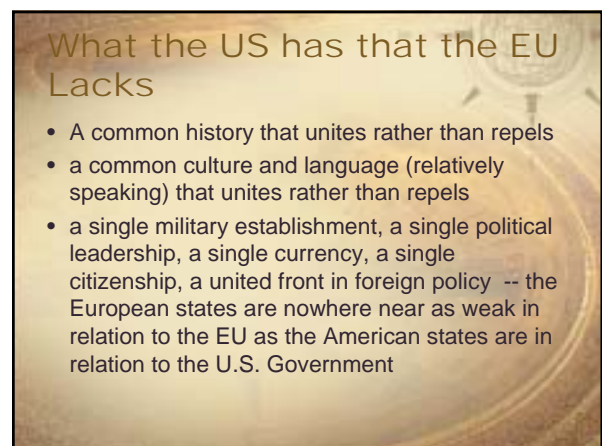 What the US has that the EU
Lacks
• A common history that unites rather than repels
• a common culture and language (relatively
speaking) that unites rather than repels
• a single military establishment, a single political
leadership, a single currency, a single
citizenship, a united front in foreign policy -- the
European states are nowhere near as weak in
relation to the EU as the American states are in
relation to the U.S. Government